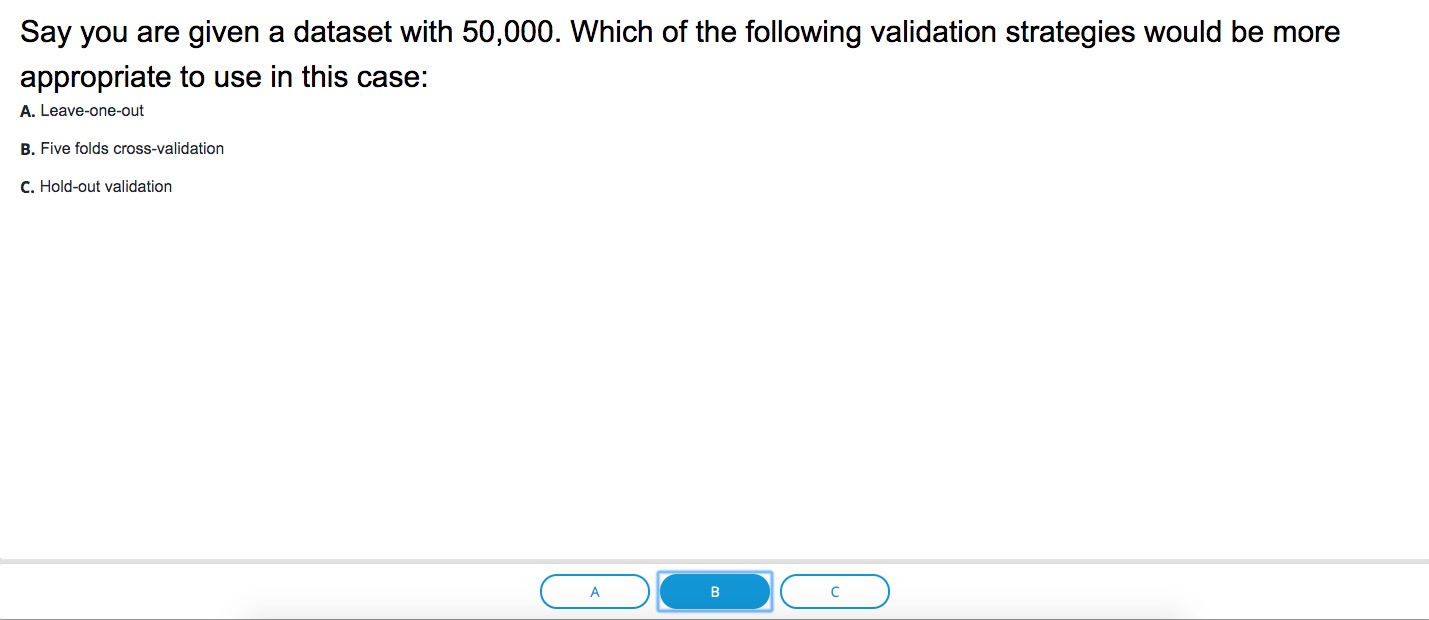 Say you are given a dataset with 50,000. Which of the following validation strategies would be more
appropriate to use in this case:
A. Leave-one-out
B. Five folds cross-validation
C. Hold-out validation
A B C